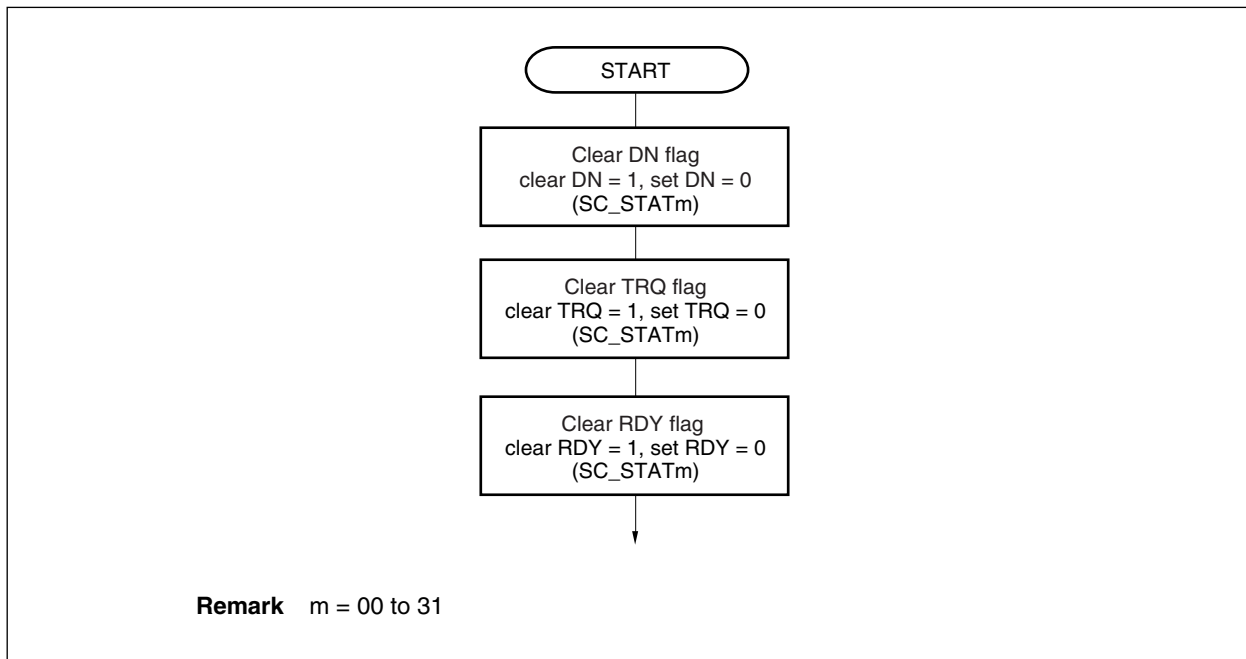 START
Clear DN flag
clear DN = 1, set DN = 0
(SC_STATm)
Clear TRQ flag
clear TRQ = 1, set TRQ = 0
(SC_STATm)
Clear RDY flag
clear RDY = 1, set RDY = 0
(SC_STATm)
Remark m = 00 to 31